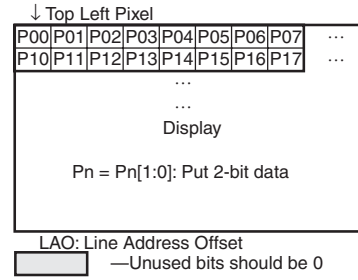 ↓ Top Left Pixel
P00 P01 P02 P03 P04 P05 P06 P07 ...
P10 P11 P12 P13 P14 P15 P16 P17 ...
...
...
Display
Pn = Pn[1:0]: Put 2-bit data
LAO: Line Address Offset
—Unused bits should be 0